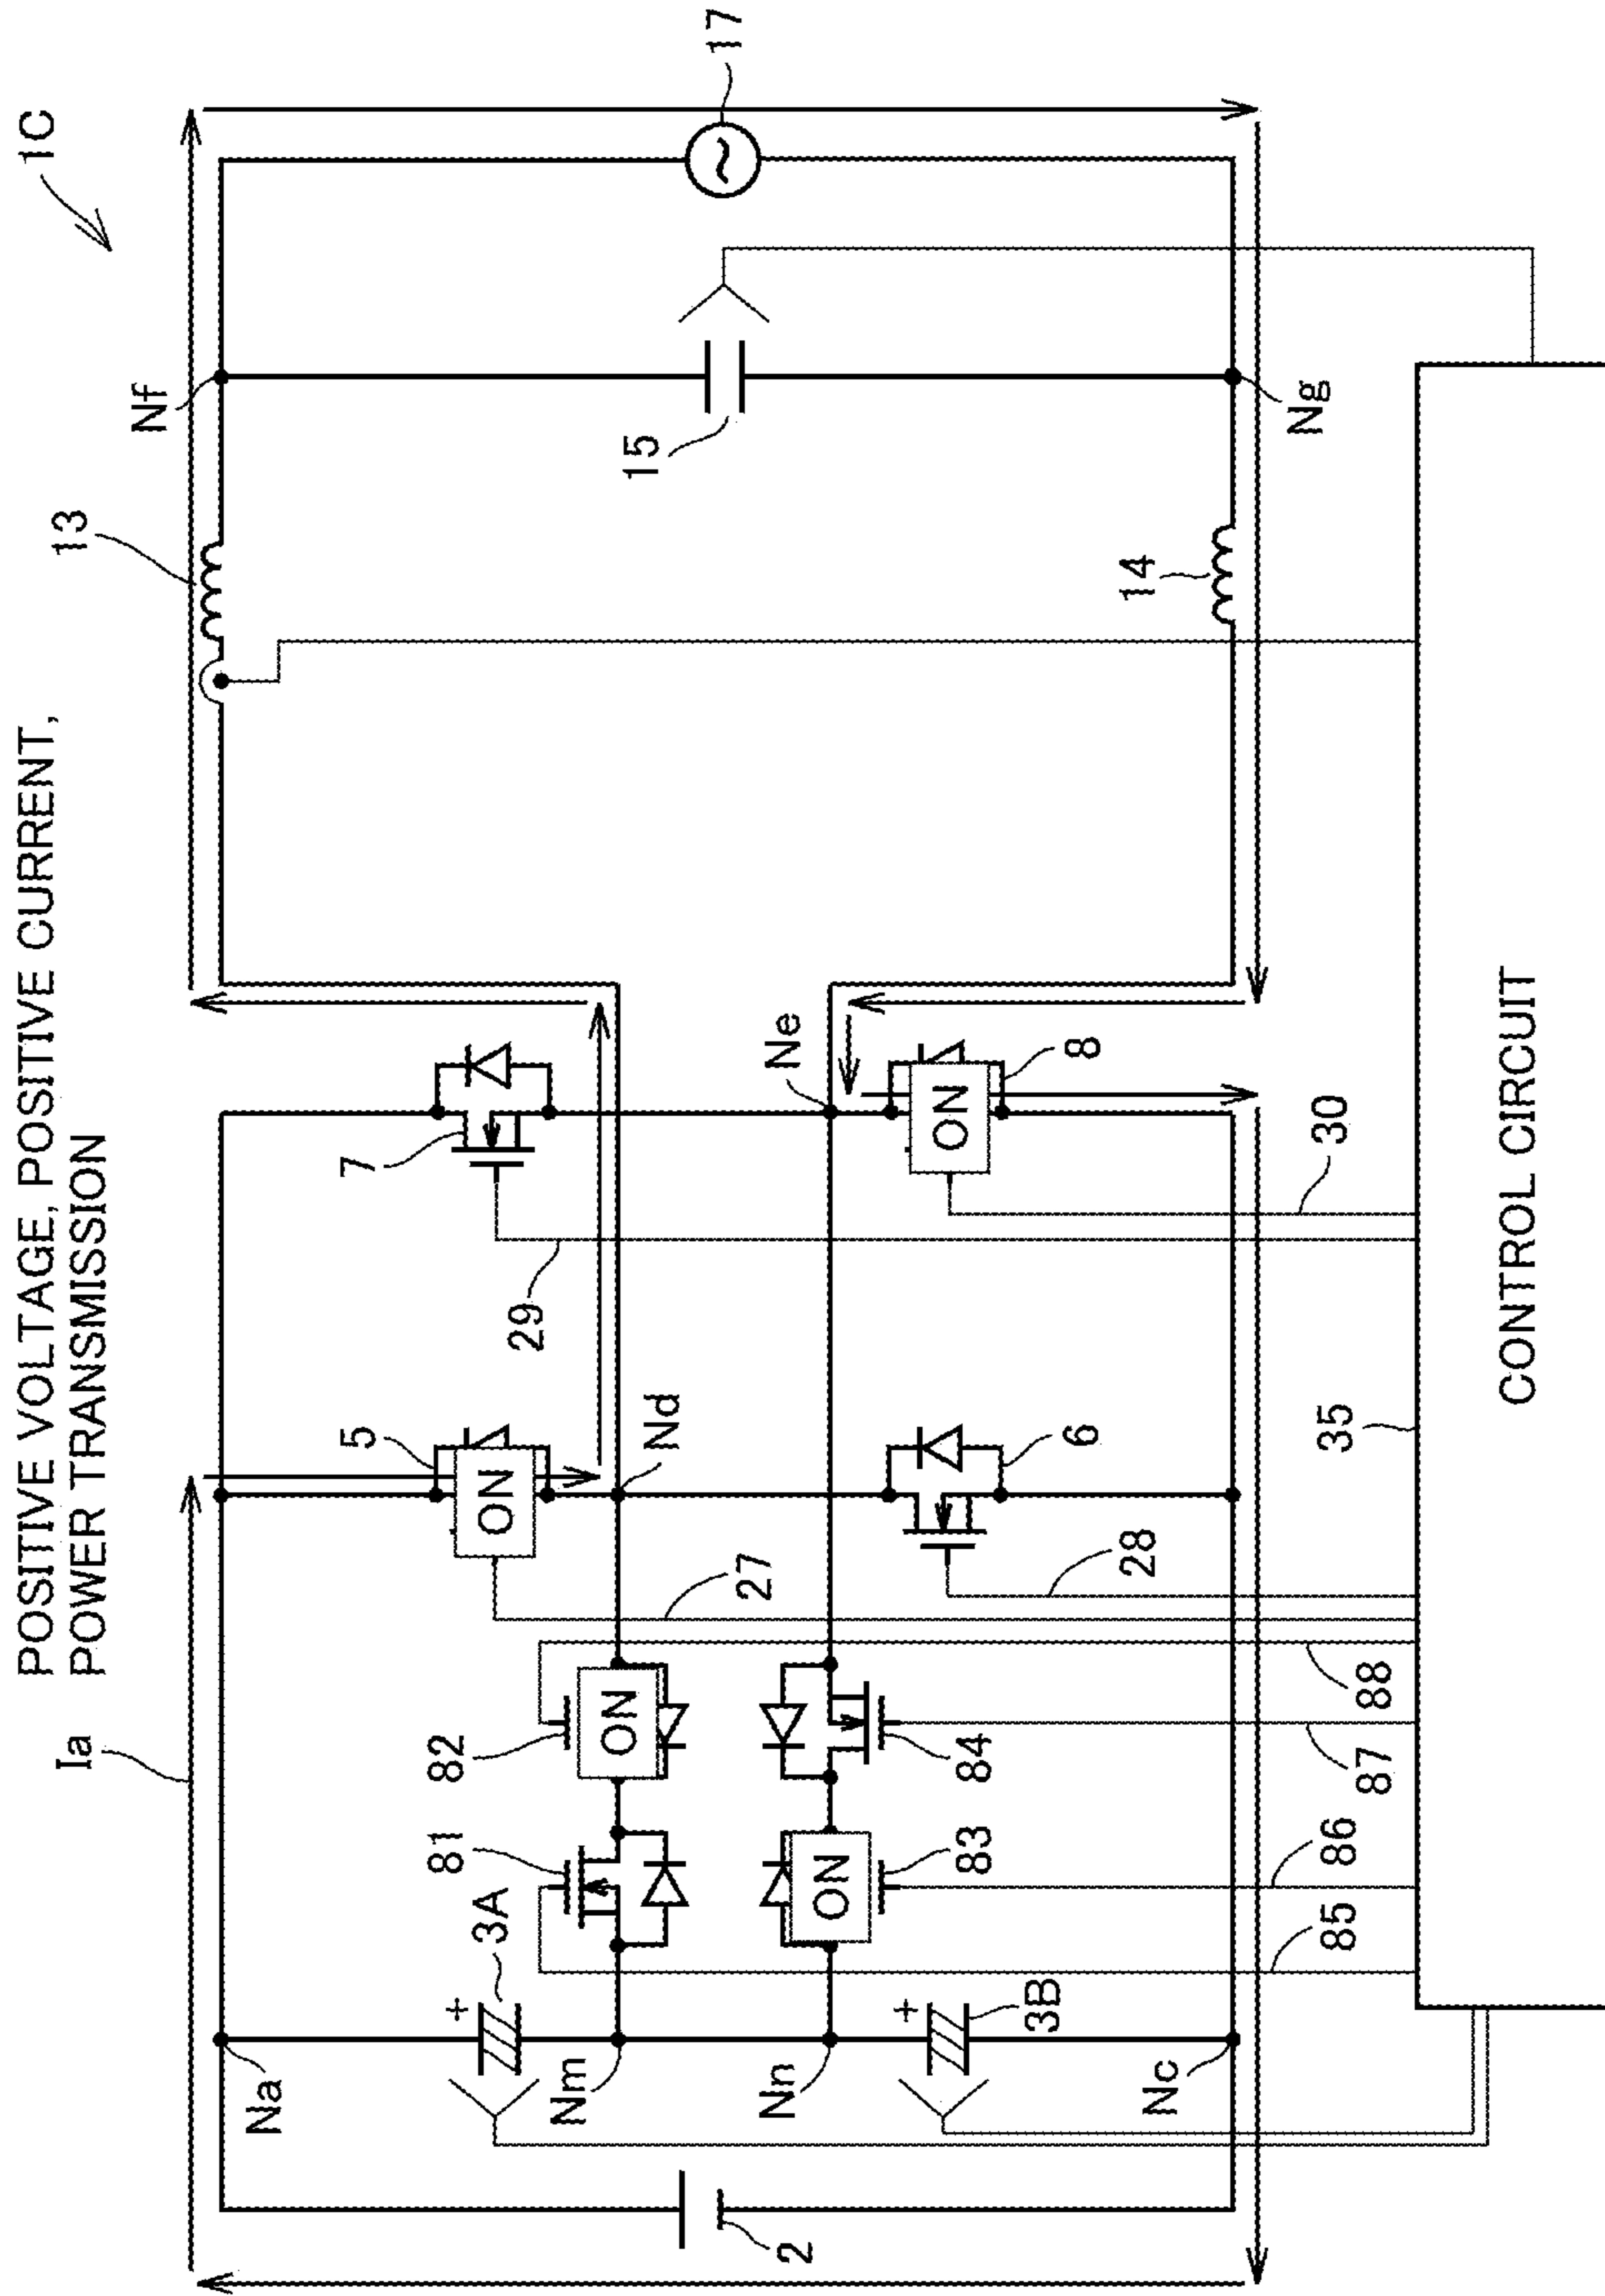 POSITIVE VOLTAGE, POSITIVE CURRENT,
POWER TRANSMISSION
1C
Ia
13
Nf
17
5
7
3A
81
82
29
Na
Nm
Nd
Ne
15
ON
ON
27
2
Nn
ON
83
84
6
ON
8
14
Ng
+
+
3B
28
30
Nc
85
86
87
88
35
CONTROL CIRCUIT